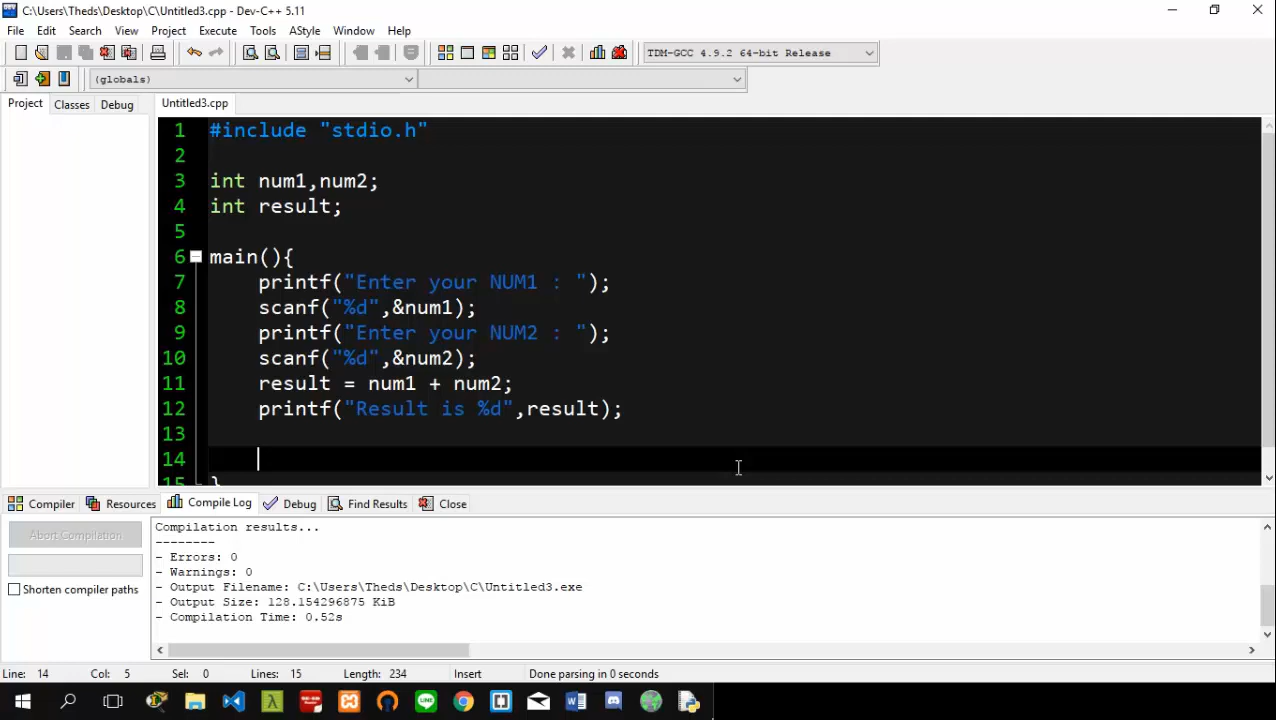 C:\Users\Theds\Desktop\C\Untitled3.cpp - Dev-C++ 5.11
File Edit Search View Project Execute Tools AStyle Window Help
TDM-GCC 4.9.2 64-bit Release
(globals)
Project Classes Debug
Untitled3.cpp
1 #include "stdio.h"
2
3 int num1,num2;
4 int result;
5
6 main(){
7 printf("Enter your NUM1 : ");
8 scanf("%d",&num1);
9 printf("Enter your NUM2 : ");
10 scanf("%d",&num2);
11 result = num1 + num2;
12 printf("Result is %d",result);
13
14
15 }
Compiler Resources Compile Log Debug Find Results Close
Abort Compilation
Shorten compiler paths
Compilation results...
--------
- Errors: 0
- Warnings: 0
- Output Filename: C:\Users\Theds\Desktop\C\Untitled3.exe
- Output Size: 128.154296875 KiB
- Compilation Time: 0.52s
Line: 14 Col: 5 Sel: 0 Lines: 15 Length: 234 Insert Done parsing in 0 seconds